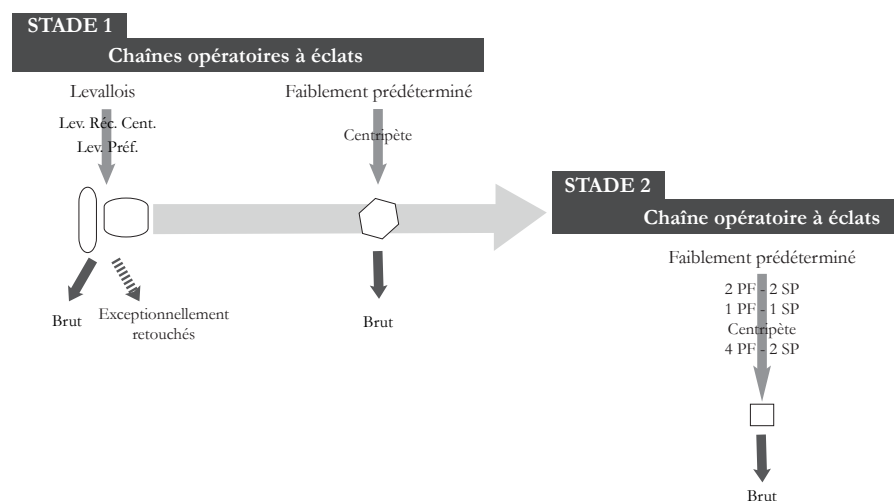 STADE 1
Chaînes opératoires à éclats
Levallois
Lev. Réc. Cent.
Lev. Préf.
Faiblement prédéterminé
Centripète
Brut
Exceptionnellement
retouchés
Brut
STADE 2
Chaîne opératoire à éclats
Faiblement prédéterminé
2 PF - 2 SP
1 PF - 1 SP
Centripète
4 PF - 2 SP
Brut